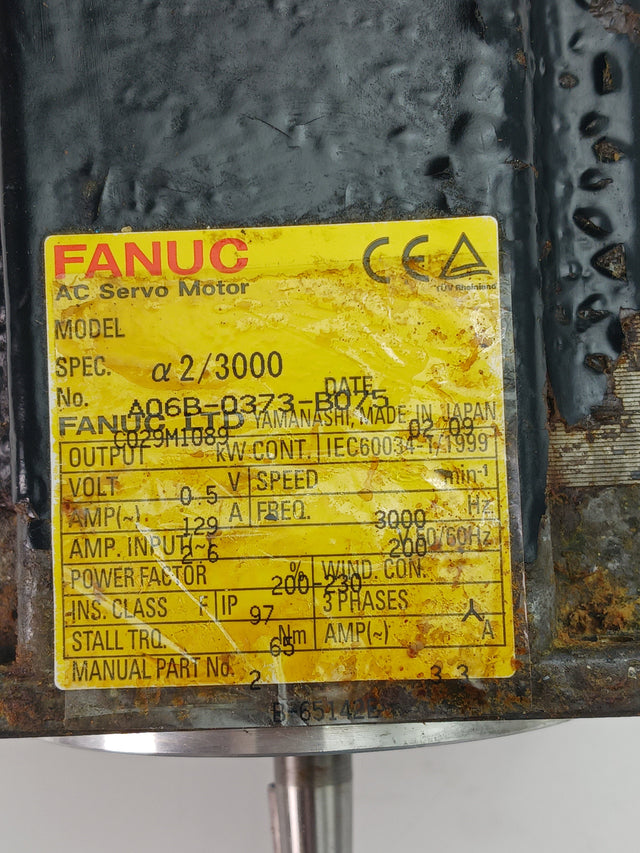 FANUC CE
AC Servo Motor TÜV Rheinland
MODEL
SPEC. α2/3000
No. A06B-0373-B075 DATE
FANUC LTD YAMANASHI, MADE IN JAPAN
C029M1089 02 09
OUTPUT kW CONT. IEC60034-1/1999
VOLT 0.5 V SPEED min-1
AMP(~) 129 A FREQ. 3000 Hz
AMP. INPUT 2.6 200 V 50/60Hz
POWER FACTOR % 200-230 WIND. CON.
INS. CLASS F IP 97 3 PHASES
STALL TRQ. 65 Nm AMP(~) A
MANUAL PART No. 2 3.3
B-65142E